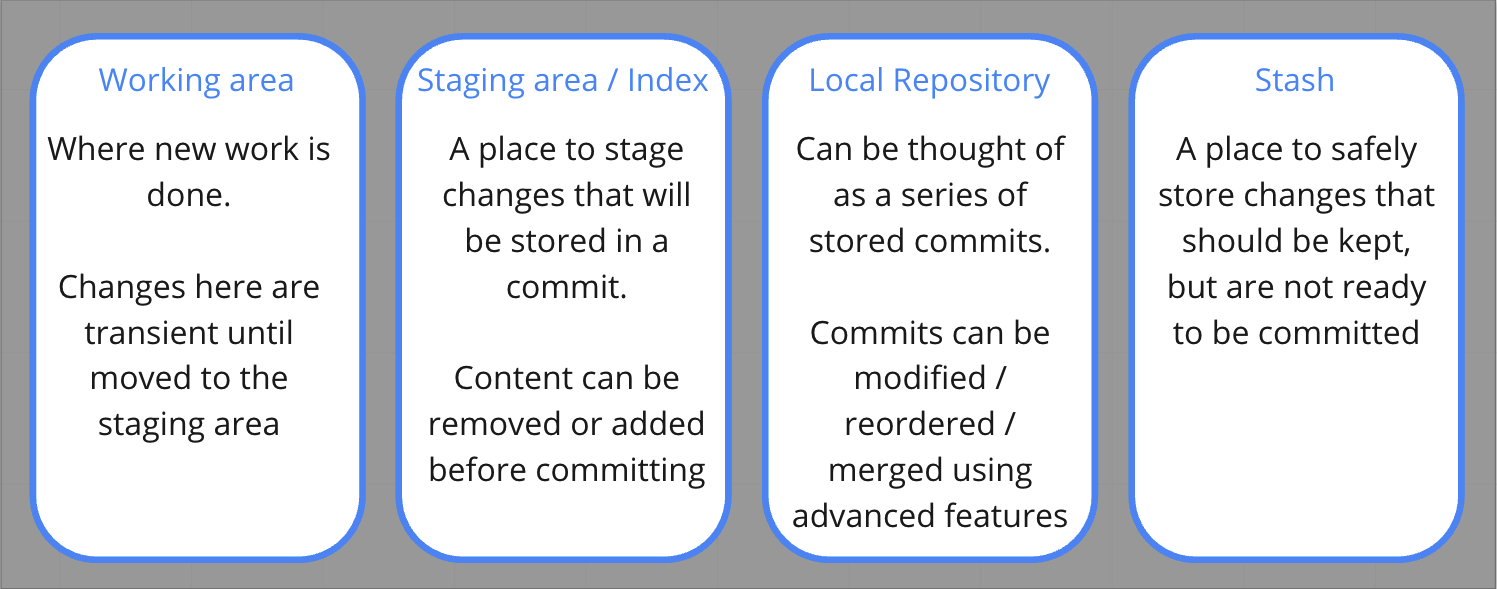 Working area
Where new work is
done.
Changes here are
transient until
moved to the
staging area
Staging area / Index
A place to stage
changes that will
be stored in a
commit.
Content can be
removed or added
before committing
Local Repository
Can be thought of
as a series of
stored commits.
Commits can be
modified /
reordered /
merged using
advanced features
Stash
A place to safely
store changes that
should be kept,
but are not ready
to be committed